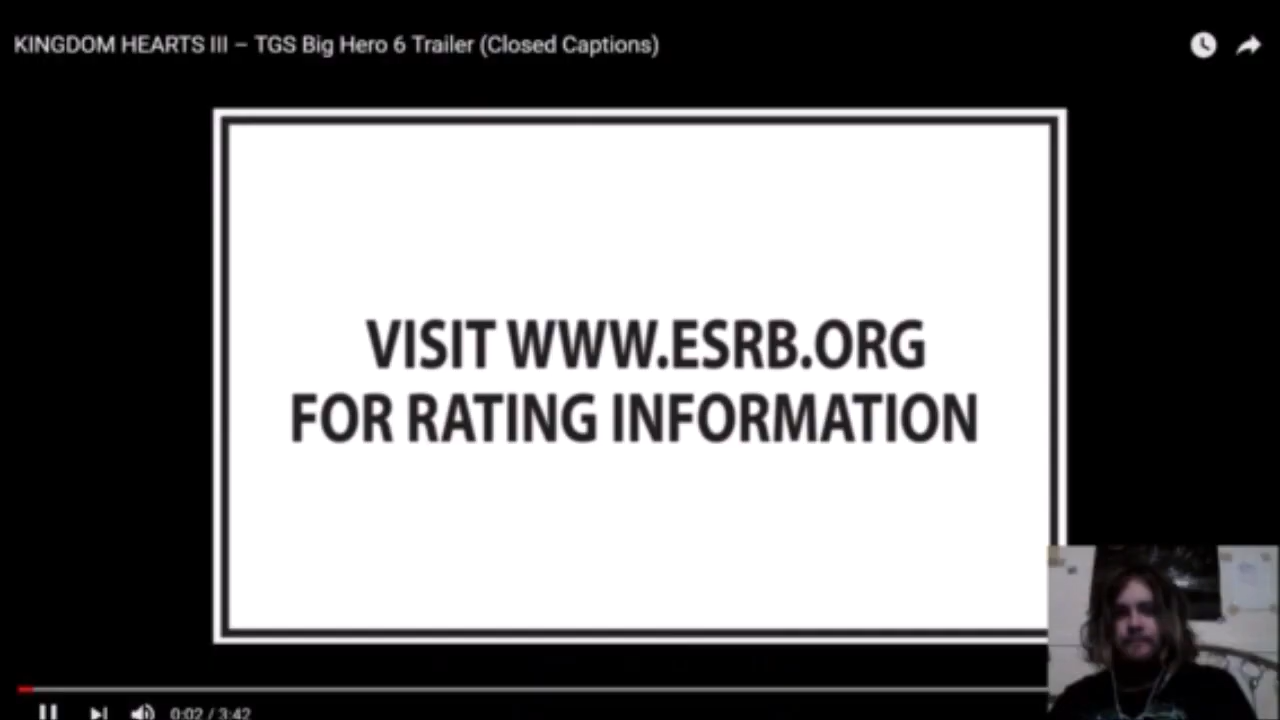 KINGDOM HEARTS III – TGS Big Hero 6 Trailer (Closed Captions)
VISIT WWW.ESRB.ORG
FOR RATING INFORMATION
0:02 / 3:42